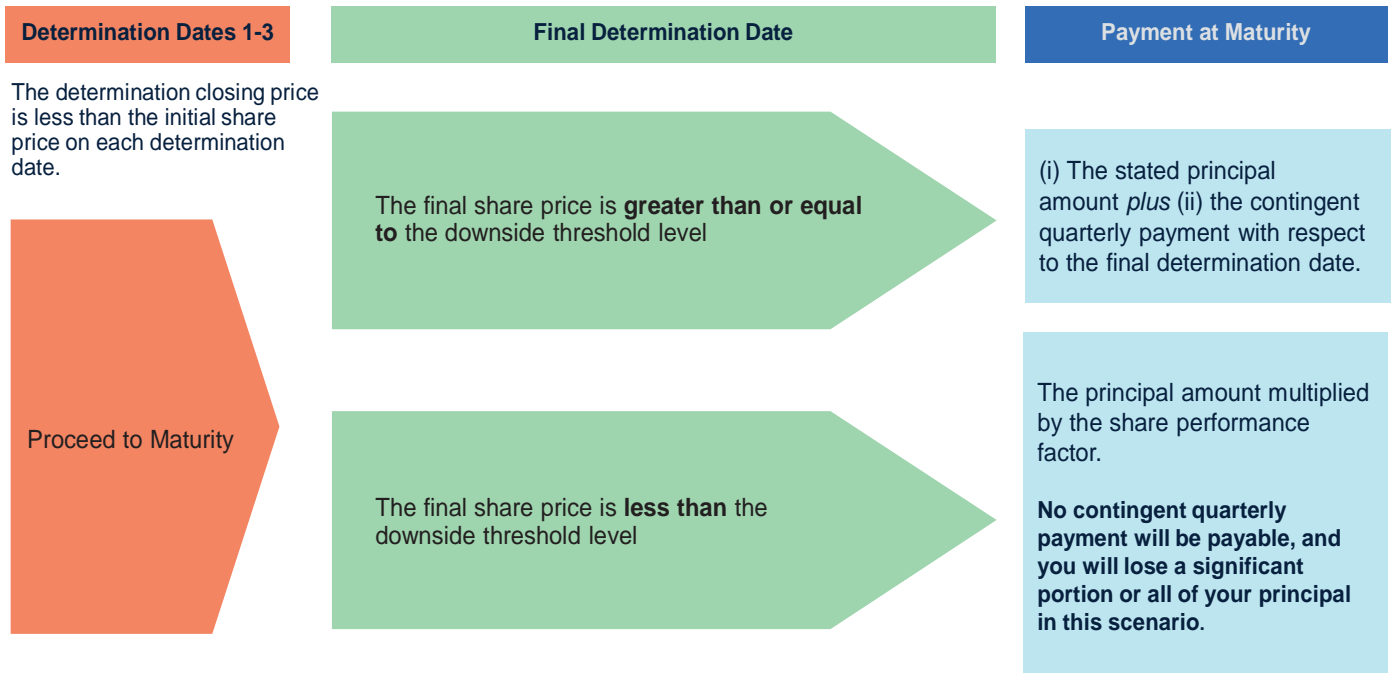 Determination Dates 1-3
Final Determination Date
Payment at Maturity
The determination closing price
is less than the initial share
price on each determination
date.
Proceed to Maturity
The final share price is greater than or equal
to the downside threshold level
(i) The stated principal
amount plus (ii) the contingent
quarterly payment with respect
to the final determination date.
The final share price is less than the
downside threshold level
The principal amount multiplied
by the share performance
factor.
No contingent quarterly
payment will be payable, and
you will lose a significant
portion or all of your principal
in this scenario.